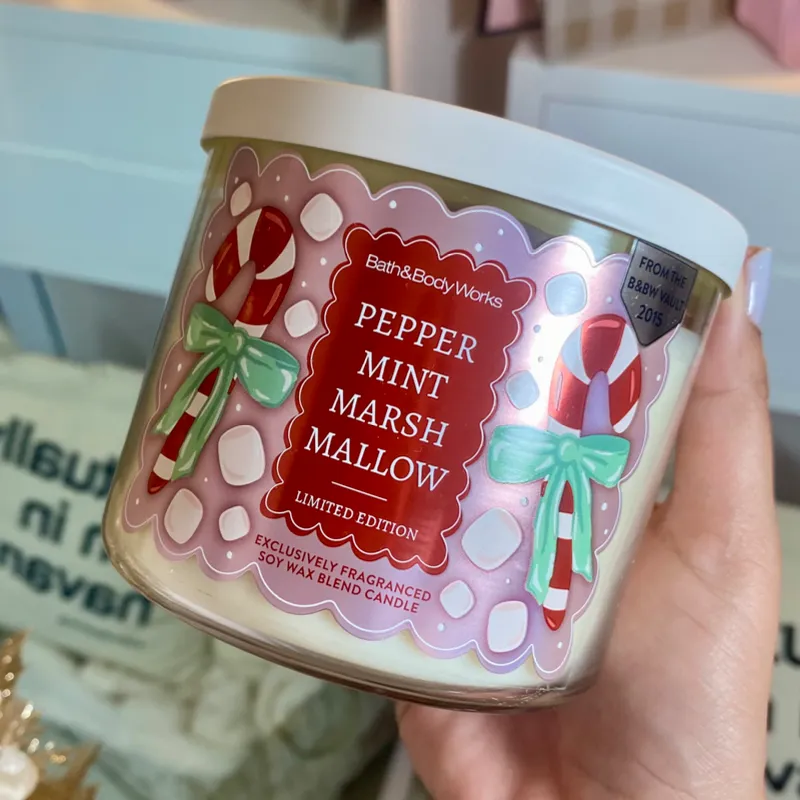 Bath&BodyWorks
PEPPER
MINT
MARSH
MALLOW
LIMITED EDITION
EXCLUSIVELY FRAGRANCED
SOY WAX BLEND CANDLE
FROM THE
B&BW VAULT
2015
in